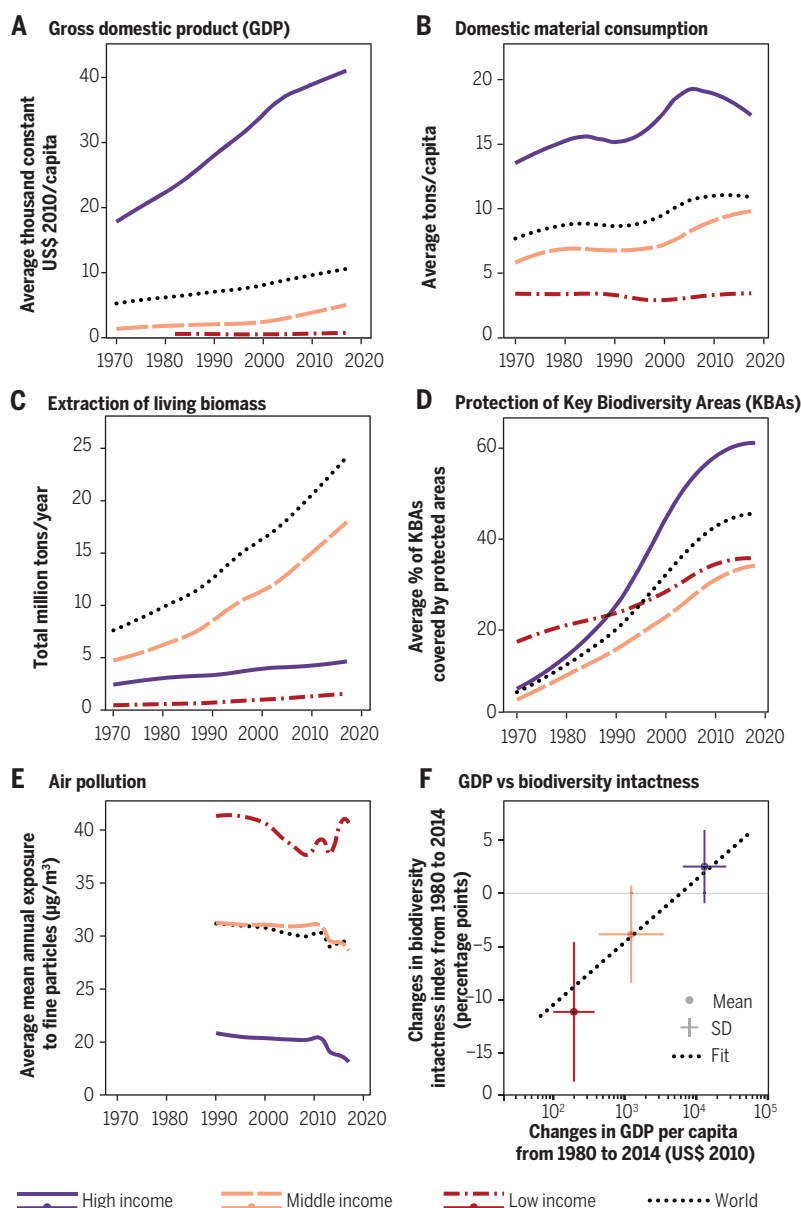 A Gross domestic product (GDP)
Average thousand constant
US$ 2010/capita
40
30
20
10
0
1970 1980 1990 2000 2010 2020
B Domestic material consumption
Average tons/capita
20
15
10
5
0
1970 1980 1990 2000 2010 2020
C Extraction of living biomass
Total million tons/year
25
20
15
10
5
0
1970 1980 1990 2000 2010 2020
D Protection of Key Biodiversity Areas (KBAs)
Average % of KBAs
covered by protected areas
60
40
20
0
1970 1980 1990 2000 2010 2020
E Air pollution
Average mean annual exposure
to fine particles (µg/m³)
40
35
30
20
0
1970 1980 1990 2000 2010 2020
F GDP vs biodiversity intactness
Changes in biodiversity
intactness index from 1980 to 2014
(percentage points)
5
0
−5
−10
−15
0
Mean
SD
Fit
10² 10³ 10⁴ 10⁵
Changes in GDP per capita
from 1980 to 2014 (US$ 2010)
High income Middle income Low income World